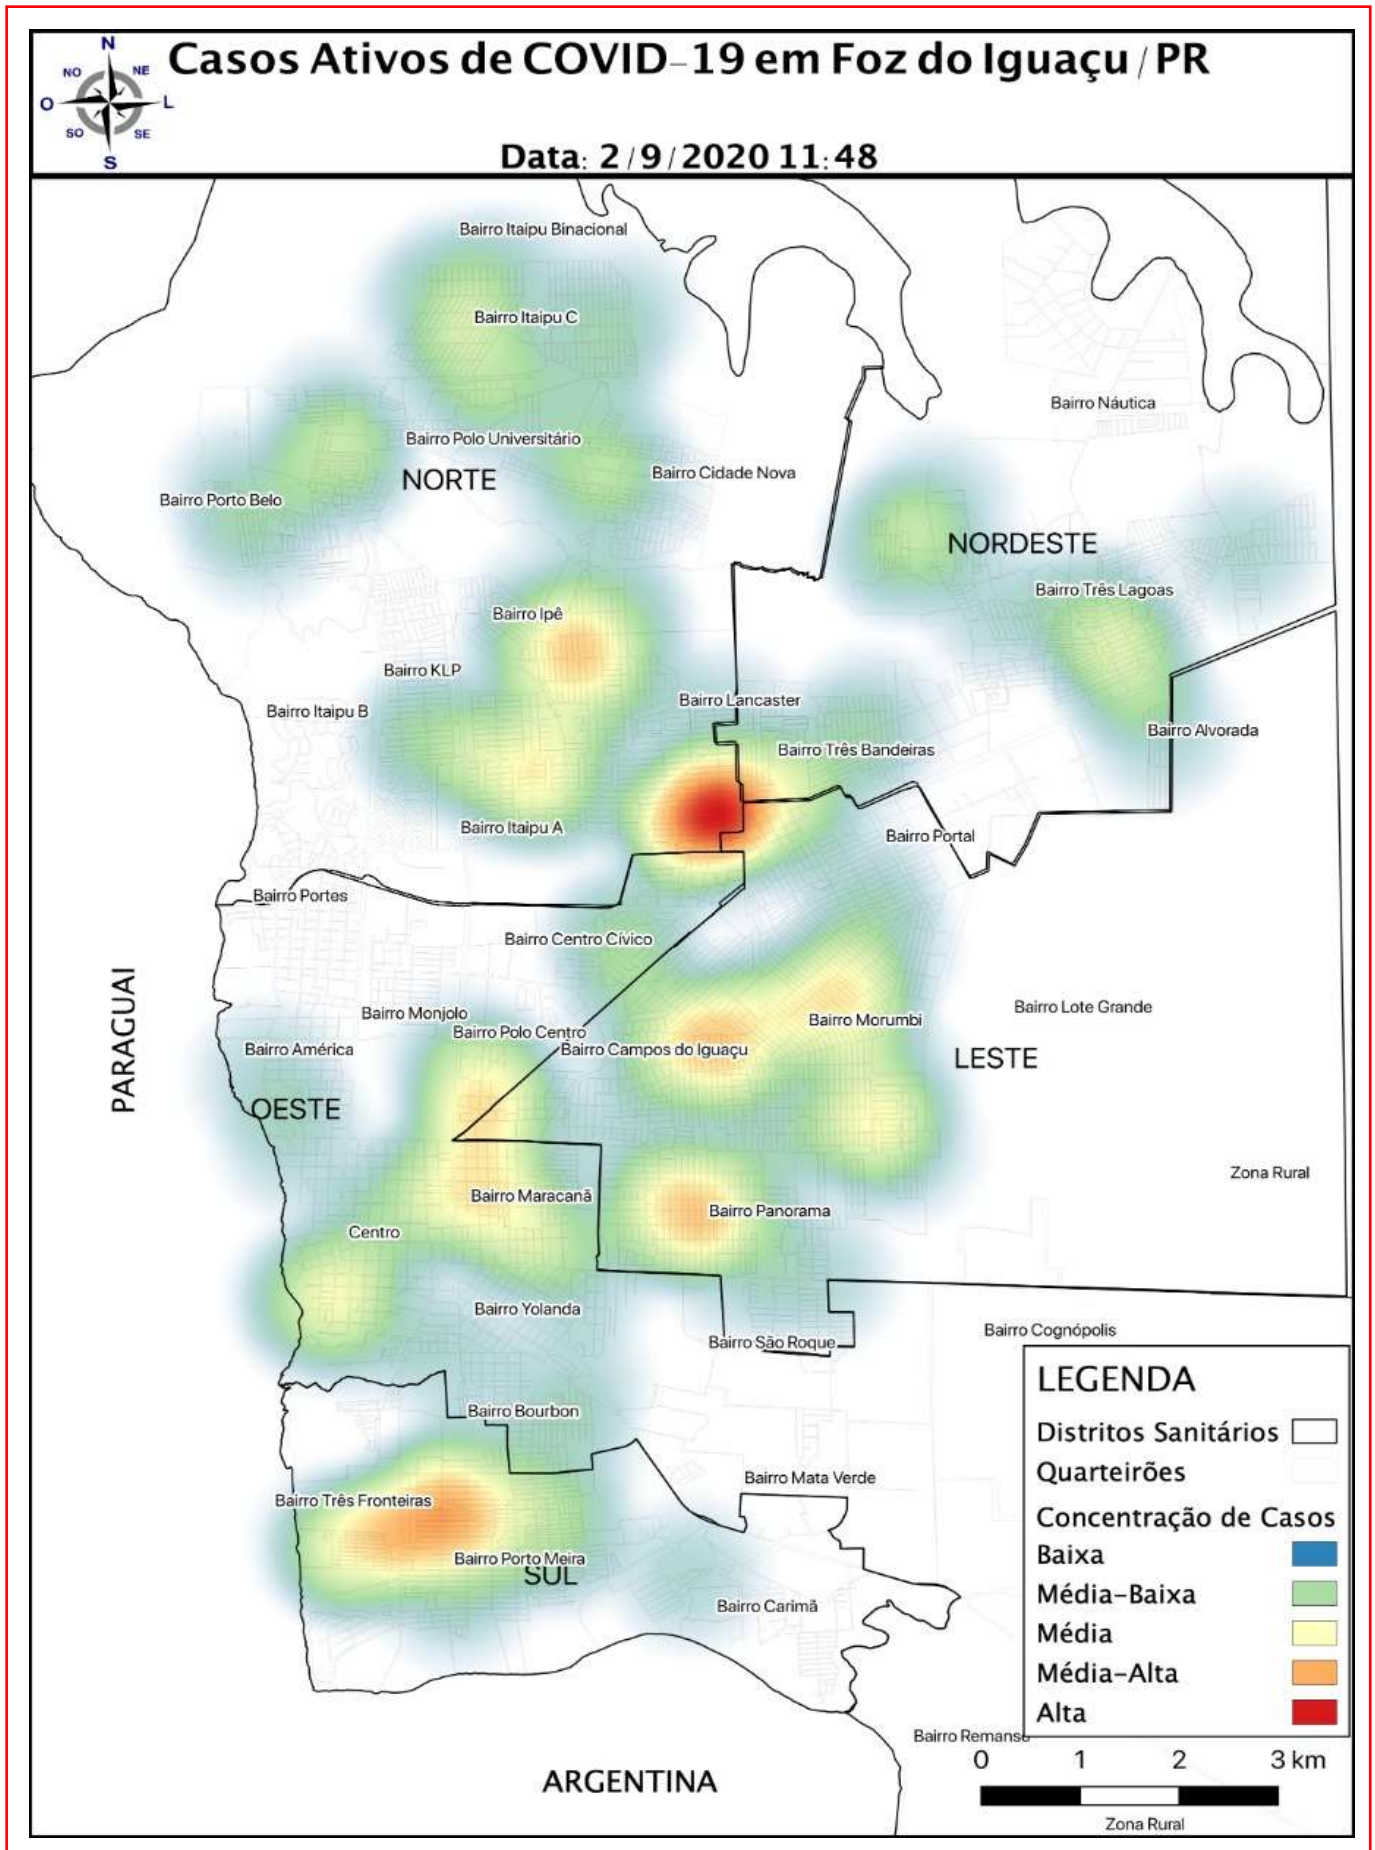 N
Casos Ativos de COVID-19 em Foz do Iguaçu/PR
NO
NE
O
L
SO
SE
S
Data: 2/9/2020 11:48
Bairro Itaipu Binacional
Bairro Itaipu C
Bairro Náutica
Bairro Polo Universitário
NORTE
Bairro Cidade Nova
Bairro Porto Belo
NORDESTE
Bairro Três Lagoas
Bairro Ipê
Bairro KLP
Bairro Lancaster
Bairro Itaipu B
Bairro Alvorada
Bairro Três Bandeiras
Bairro Itaipu A
Bairro Portal
Bairro Portes
Bairro Centro Cívico
PARAGUAI
Bairro Monjolo
Bairro Lote Grande
Bairro Morumbi
Bairro Polo Centro
Bairro América
Bairro Campos do Iguaçu
LESTE
OESTE
Zona Rural
Bairro Maracanã
Bairro Panorama
Centro
Bairro Yolanda
Bairro São Roque
Bairro Cognópolis
LEGENDA
Bairro Bourbon
Distritos Sanitários
Quarteirões
Bairro Mata Verde
Bairro Três Fronteiras
Concentração de Casos
Baixa
Bairro Porto Meira
SUL
Média-Baixa
Bairro Carimã
Média
Média-Alta
Alta
Bairro Remanso
0 1 2 3 km
ARGENTINA
Zona Rural